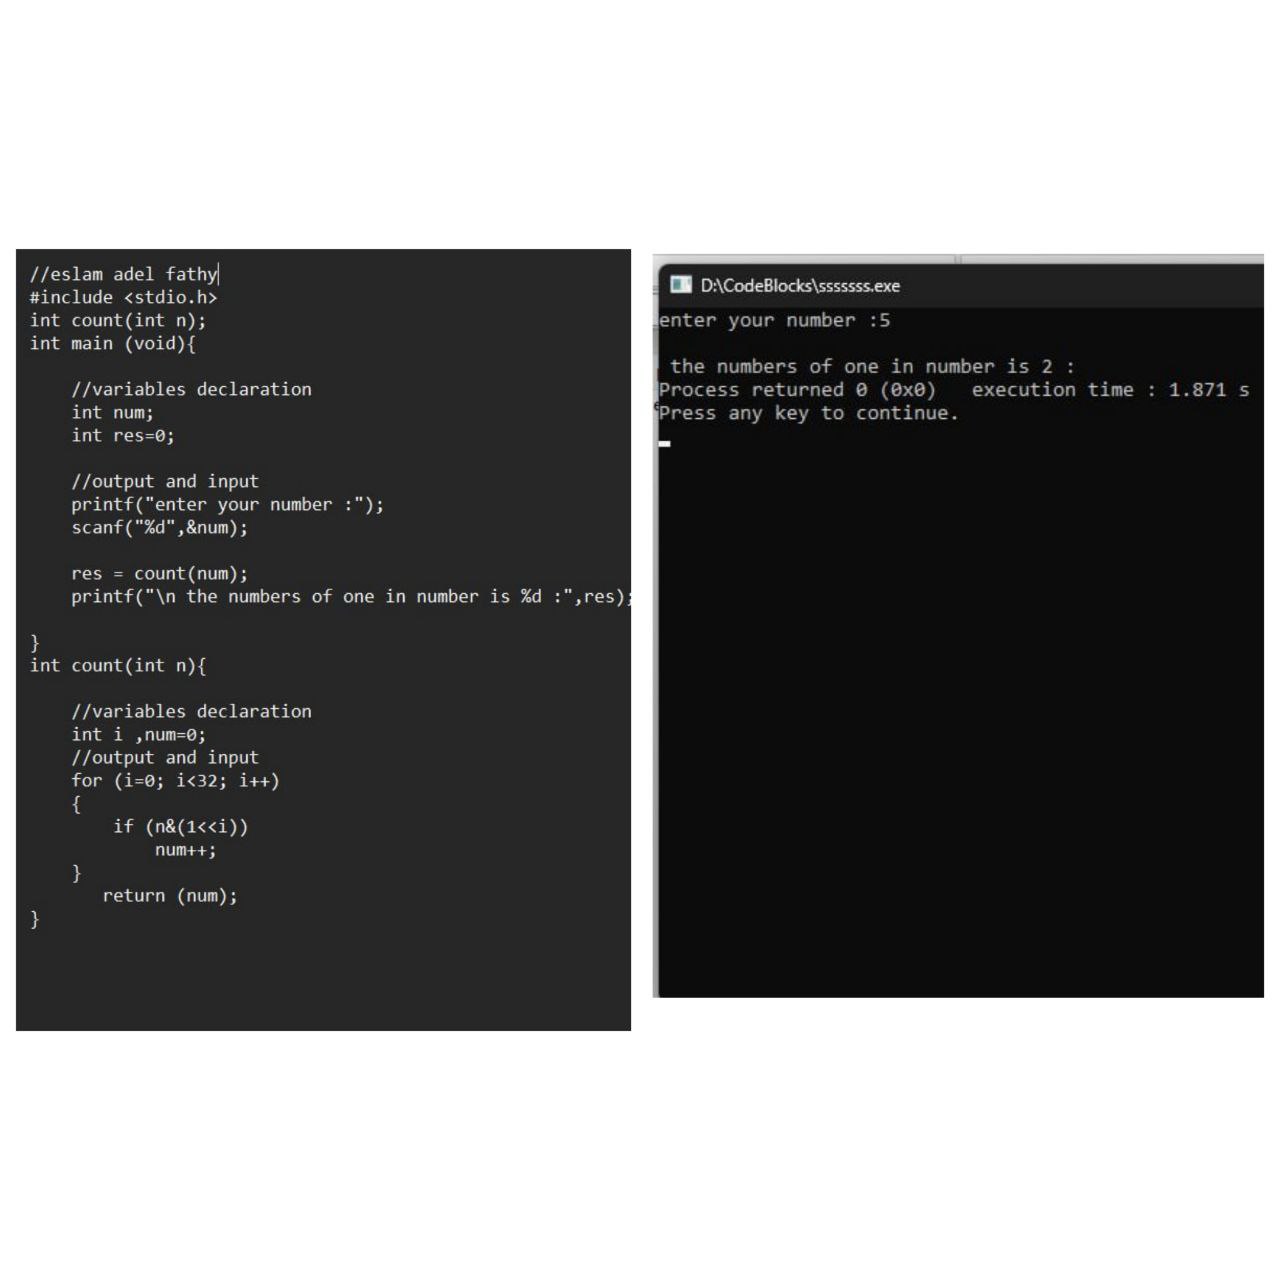 //eslam adel fathy
#include <stdio.h>
int count(int n);
int main (void){
//variables declaration
int num;
int res=0;
//output and input
printf("enter your number :");
scanf("%d",&num);
res = count(num);
printf("\n the numbers of one in number is %d :",res);
}
int count(int n){
//variables declaration
int i ,num=0;
//output and input
for (i=0; i<32; i++)
{
if (n&(1<<i))
num++;
}
return (num);
}
D:\CodeBlocks\sssssss.exe
enter your number :5
the numbers of one in number is 2 :
Process returned 0 (0x0)   execution time : 1.871 s
Press any key to continue.